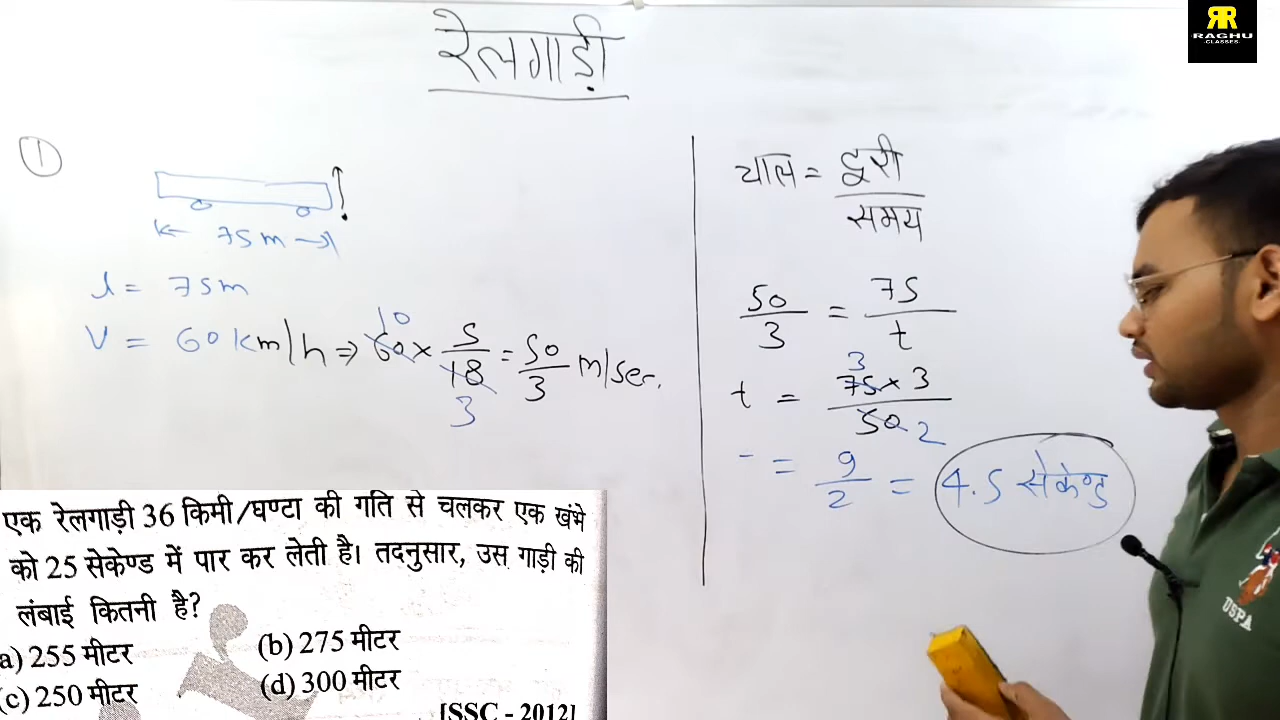 RAGHU
CLASSES
रेलगाड़ी
1
75m
l = 75m
V = 60 km/h ⇒ 60 × 5/18 = 50/3 m/sec.
10
3
चाल = दूरी/समय
50/3 = 75/t
t = 75 × 3/50
3
2
- = 9/2 = 4.5 सेकेण्ड
एक रेलगाड़ी 36 किमी/घण्टा की गति से चलकर एक खंभे
को 25 सेकेण्ड में पार कर लेती है। तदनुसार, उस गाड़ी की
लंबाई कितनी है?
a) 255 मीटर (b) 275 मीटर
(c) 250 मीटर (d) 300 मीटर
[SSC - 2012]
USPA